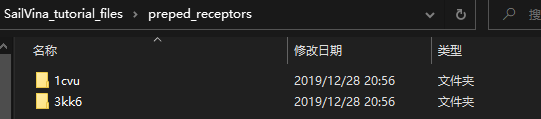 SailVina_tutorial_files › preped_receptors
名称 修改日期 类型
1cvu 2019/12/28 20:56 文件夹
3kk6 2019/12/28 20:56 文件夹